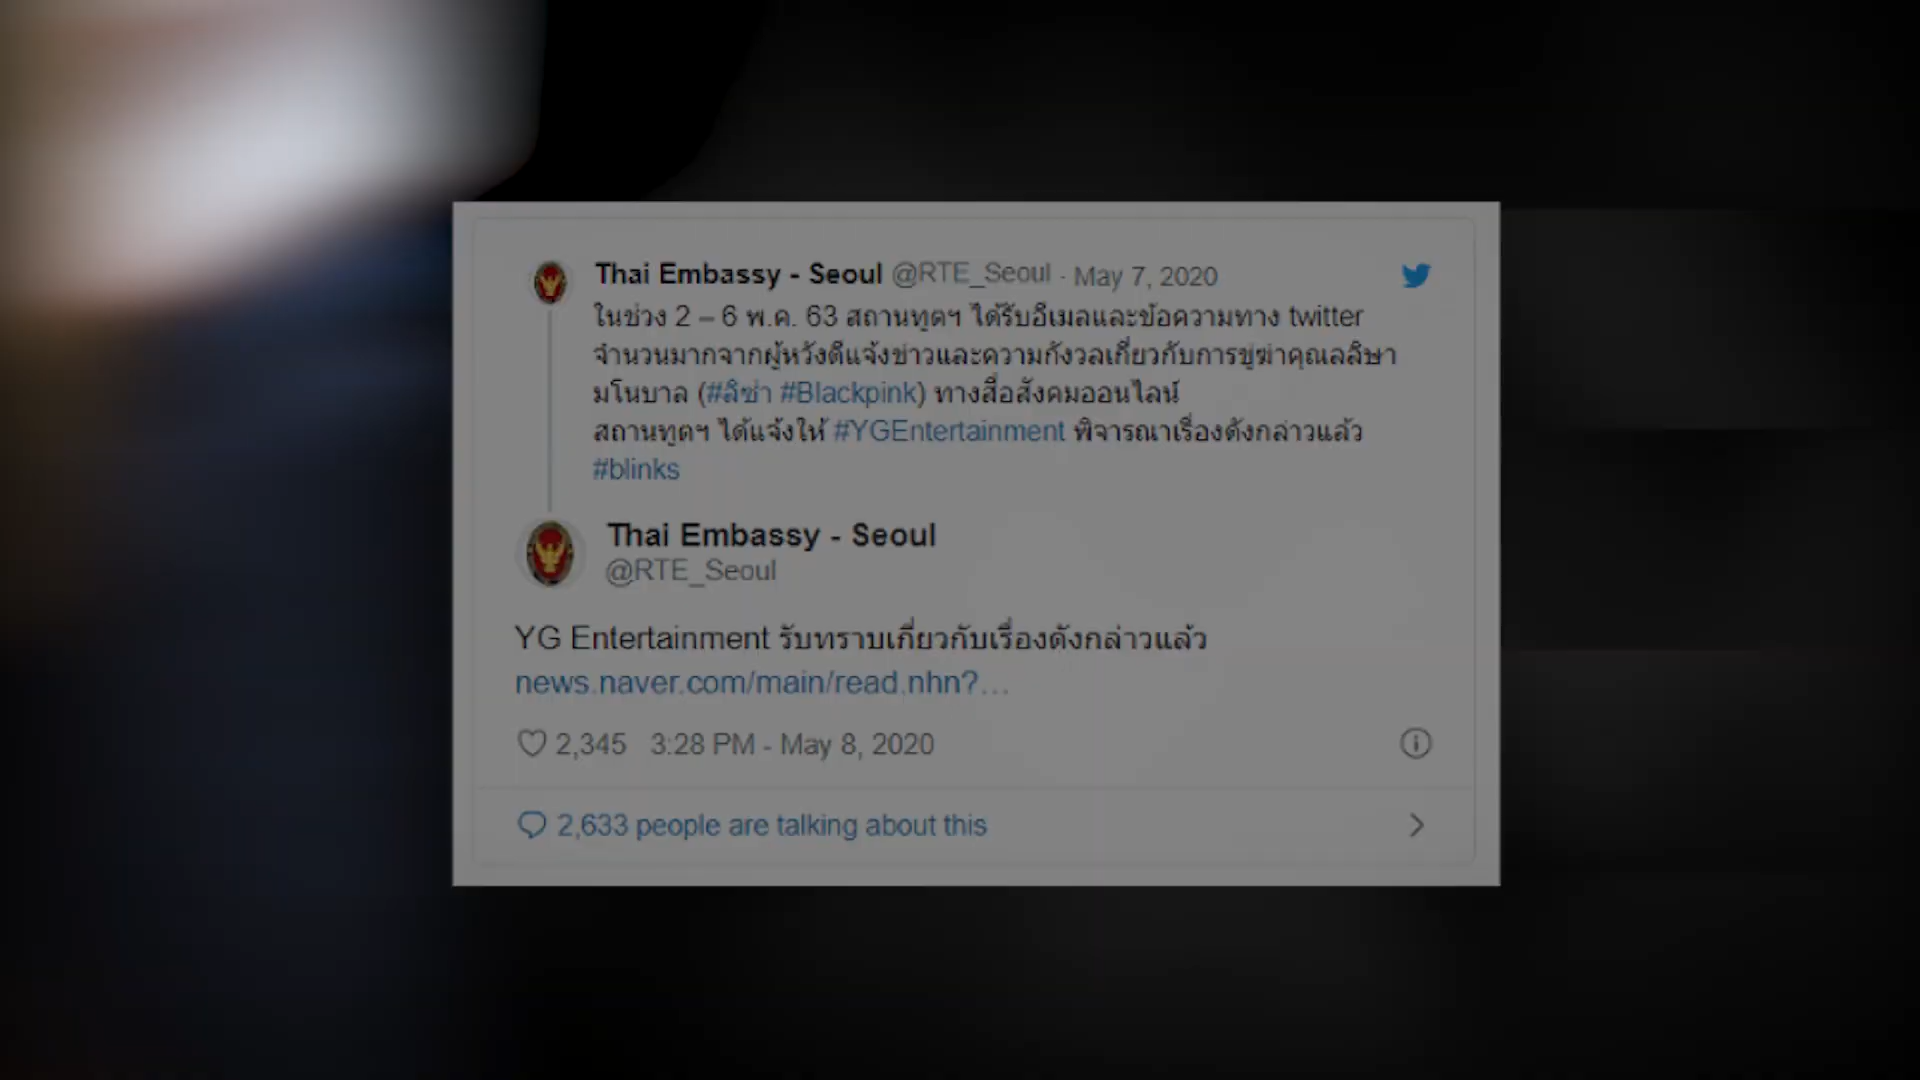 Thai Embassy - Seoul @RTE_Seoul · May 7, 2020
ในช่วง 2 – 6 พ.ค. 63 สถานทูตฯ ได้รับอีเมลและข้อความทาง twitter
จำนวนมากจากผู้หวังดีแจ้งข่าวและความกังวลเกี่ยวกับการขู่ฆ่าคุณลลิษา
มโนบาล (#ลิซ่า #Blackpink) ทางสื่อสังคมออนไลน์
สถานทูตฯ ได้แจ้งให้ #YGEntertainment พิจารณาเรื่องดังกล่าวแล้ว
#blinks
Thai Embassy - Seoul
@RTE_Seoul
YG Entertainment รับทราบเกี่ยวกับเรื่องดังกล่าวแล้ว
news.naver.com/main/read.nhn?…
2,345 3:28 PM - May 8, 2020
2,633 people are talking about this